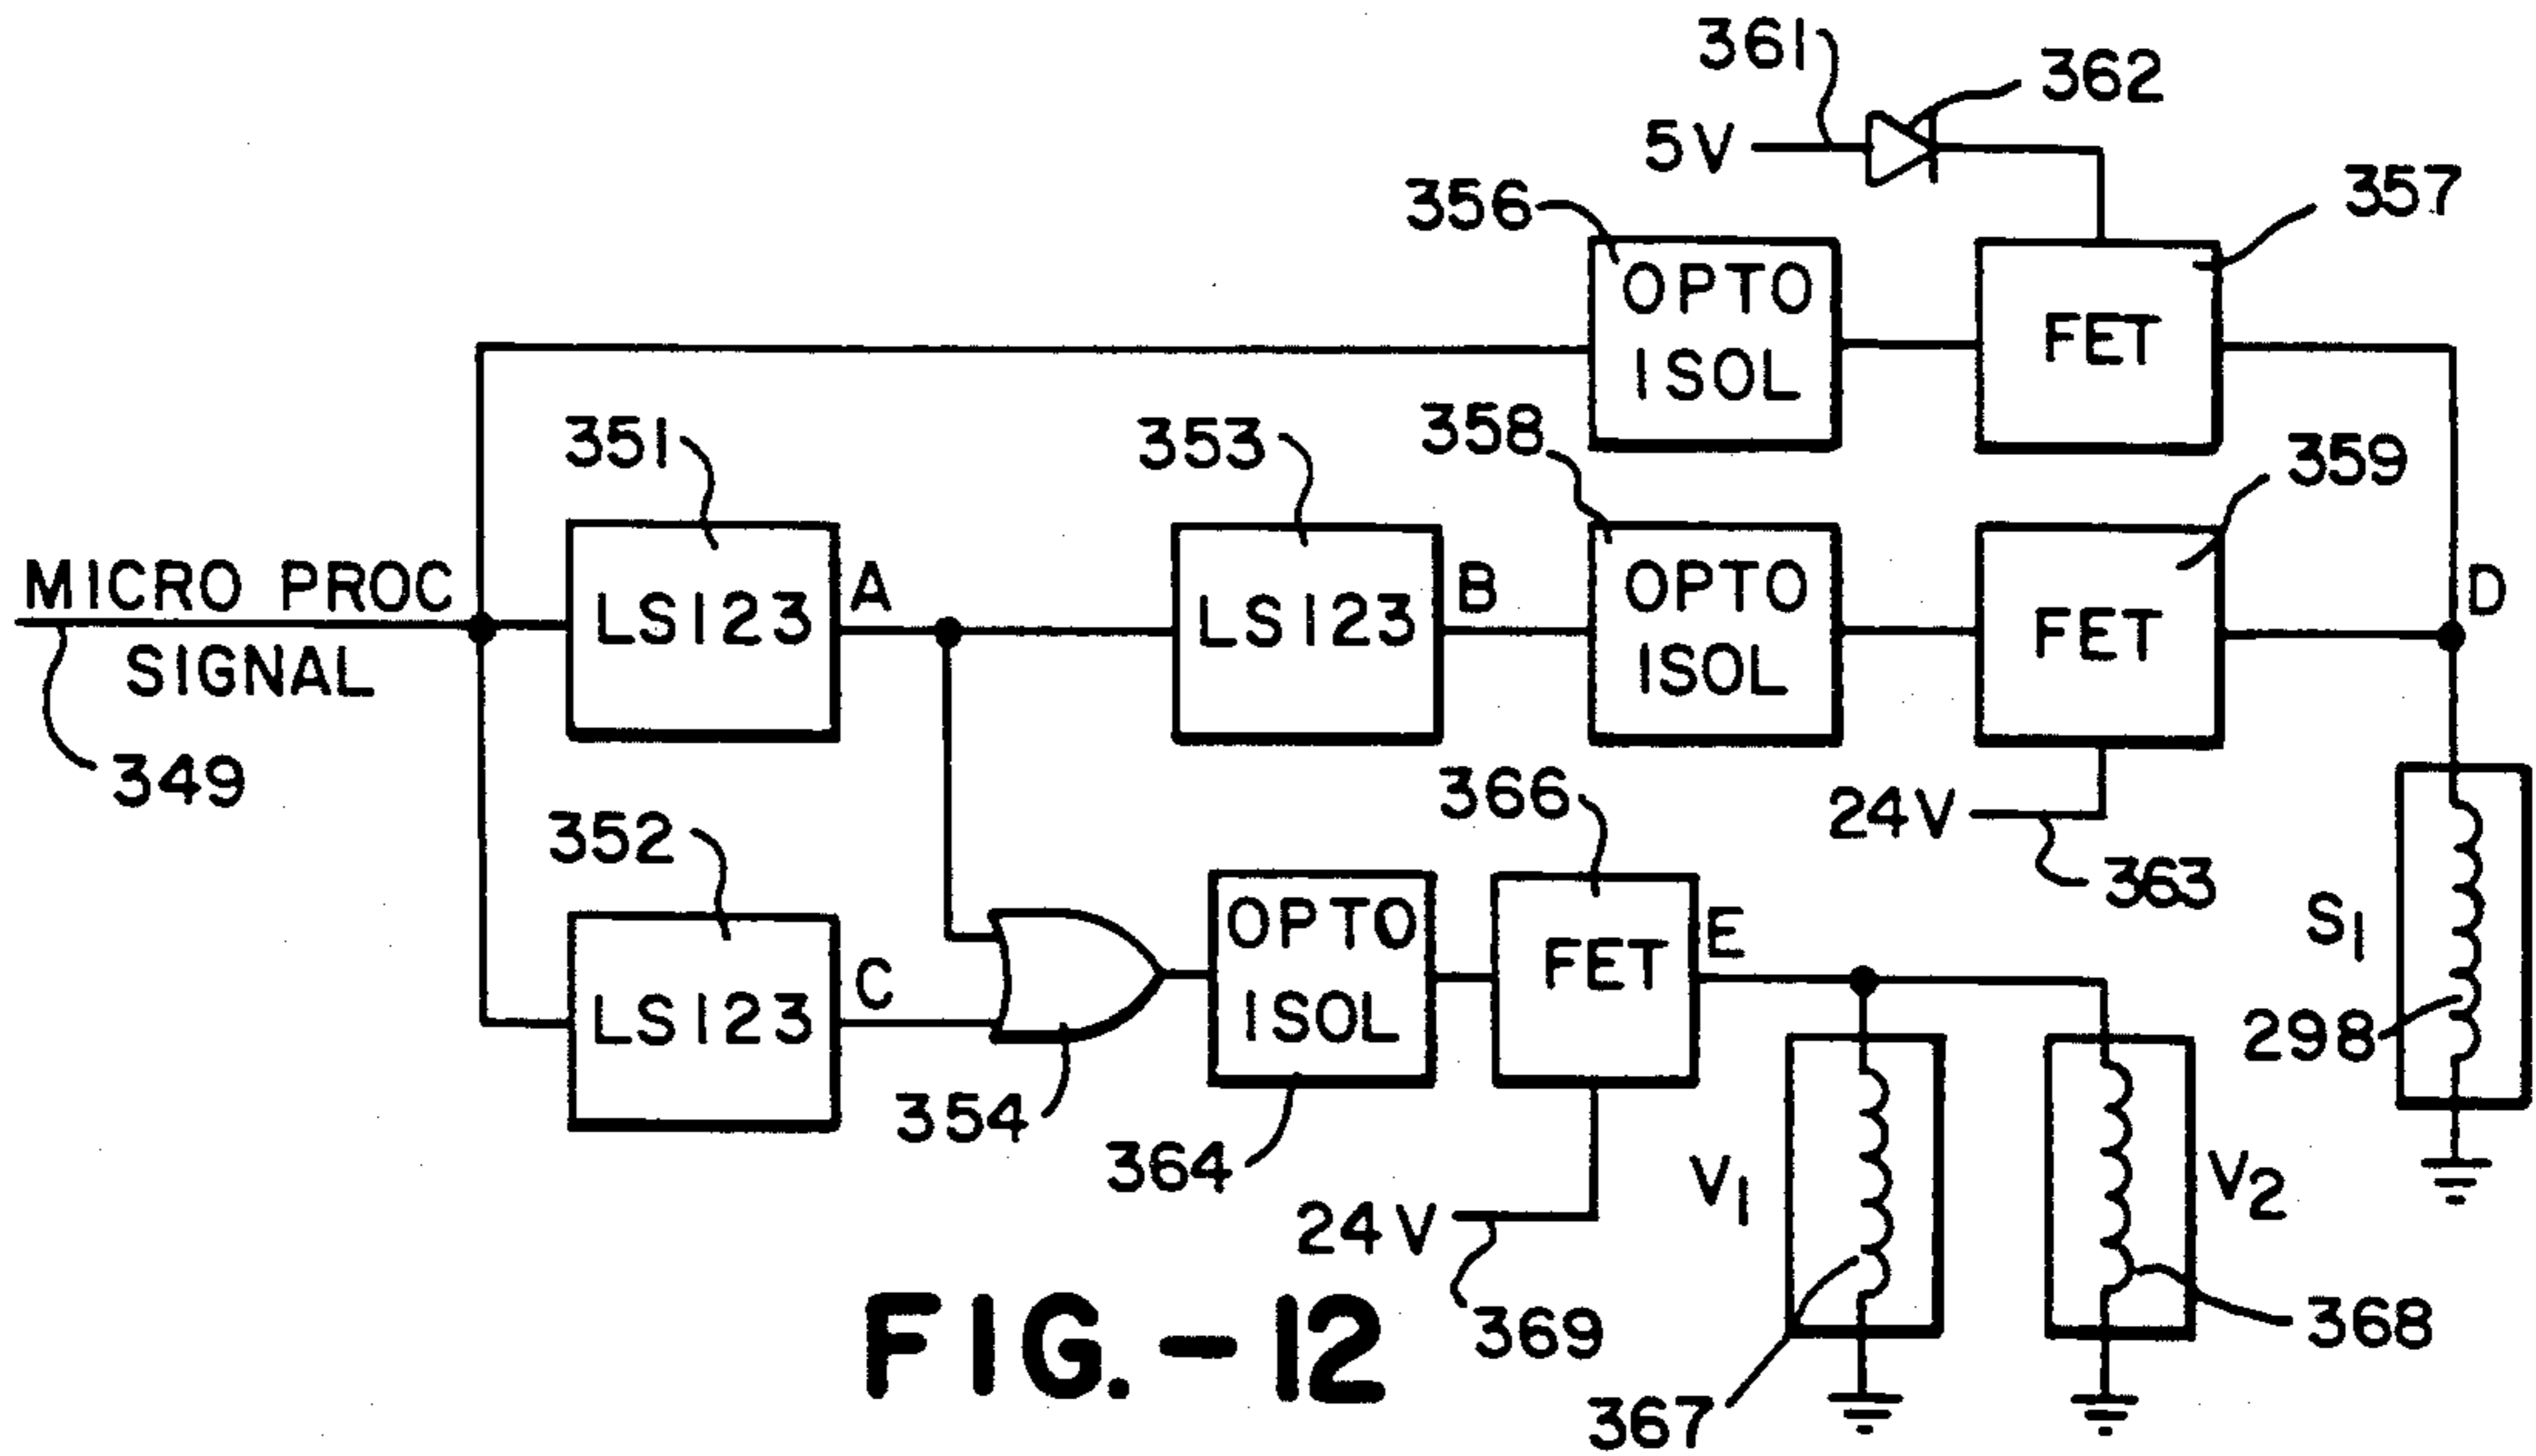 361
362
5V
357
356
OPTO
ISOL
FET
351
353
358
359
MICRO PROC
SIGNAL
LS123
A
LS123
B
OPTO
ISOL
FET
D
349
352
366
24V
363
LS123
C
OPTO
ISOL
FET
E
S1
298
354
364
24V
369
V1
V2
367
368
FIG.-12